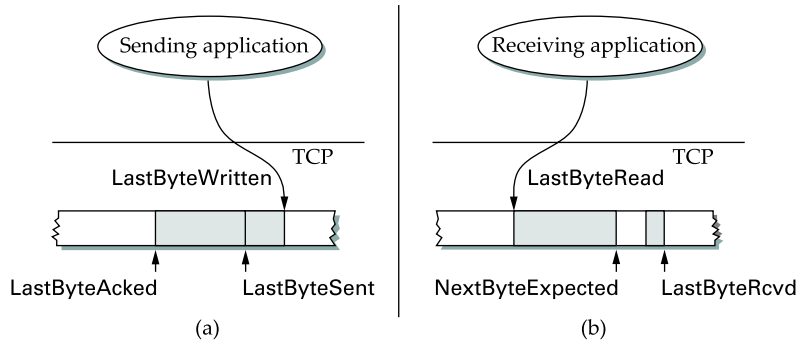 Sending application
TCP
LastByteWritten
LastByteAcked
LastByteSent
(a)
Receiving application
TCP
LastByteRead
NextByteExpected
LastByteRcvd
(b)